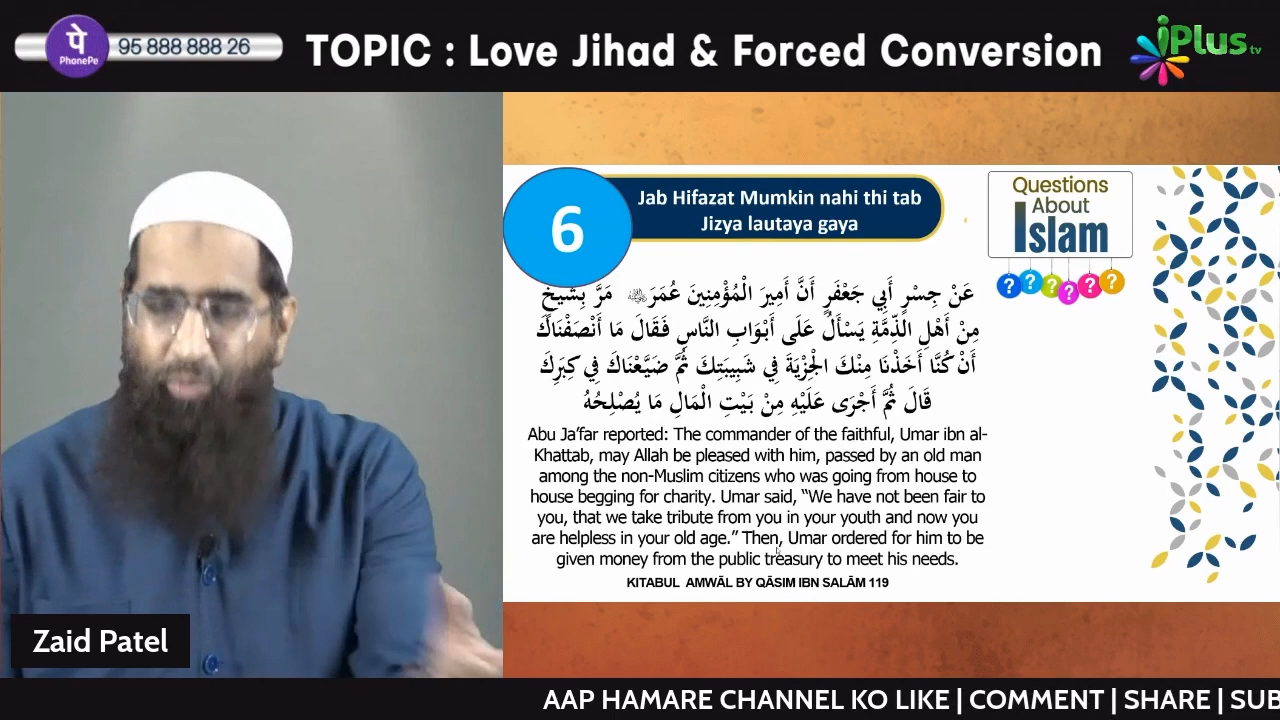 पे
PhonePe
95 888 888 26
TOPIC : Love Jihad & Forced Conversion
iPlus tv
6
Jab Hifazat Mumkin nahi thi tab
Jizya lautaya gaya
Questions
About
Islam
? ? ? ? ? ?
عَنْ جِسْرٍ أَبِي جَعْفَرٍ أَنَّ أَمِيرَ الْمُؤْمِنِينَ عُمَرَ مَرَّ بِشَيْخٍ
مِنْ أَهْلِ الذِّمَّةِ يَسْأَلُ عَلَى أَبْوَابِ النَّاسِ فَقَالَ مَا أَنْصَفْنَاكَ
أَنْ كُنَّا أَخَذْنَا مِنْكَ الْجِزْيَةَ فِي شَبِيبَتِكَ ثُمَّ ضَيَّعْنَاكَ فِي كِبَرِكَ
قَالَ ثُمَّ أَجْرَى عَلَيْهِ مِنْ بَيْتِ الْمَالِ مَا يُصْلِحُهُ
Abu Ja’far reported: The commander of the faithful, Umar ibn al-
Khattab, may Allah be pleased with him, passed by an old man
among the non-Muslim citizens who was going from house to
house begging for charity. Umar said, “We have not been fair to
you, that we take tribute from you in your youth and now you
are helpless in your old age.” Then, Umar ordered for him to be
given money from the public treasury to meet his needs.
KITABUL AMWĀL BY QĀSIM IBN SALĀM 119
Zaid Patel
AAP HAMARE CHANNEL KO LIKE | COMMENT | SHARE | SUB